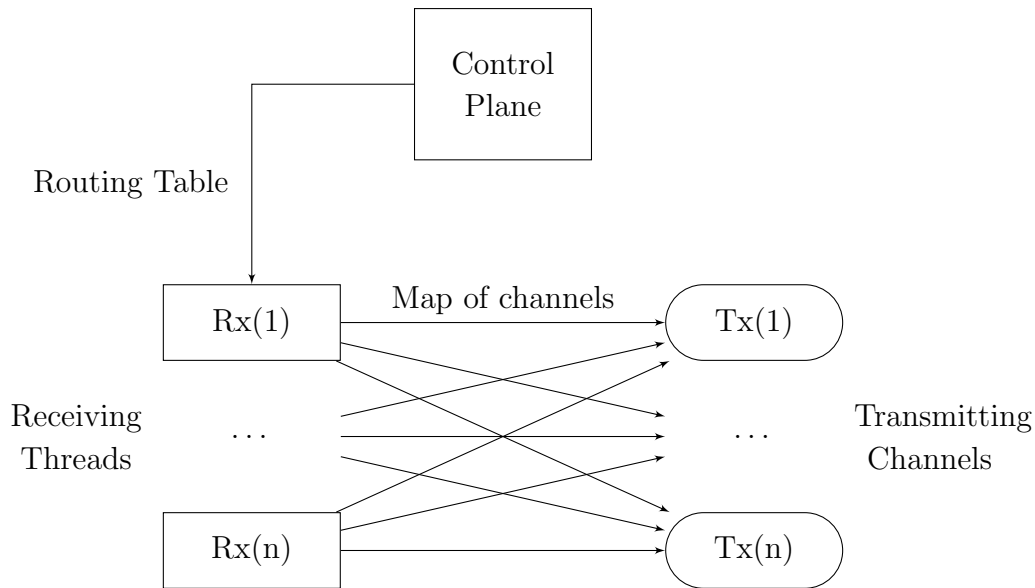 Control
Plane
Routing Table
Map of channels
Rx(1)
Tx(1)
Receiving
Threads
...
...
Transmitting
Channels
Rx(n)
Tx(n)